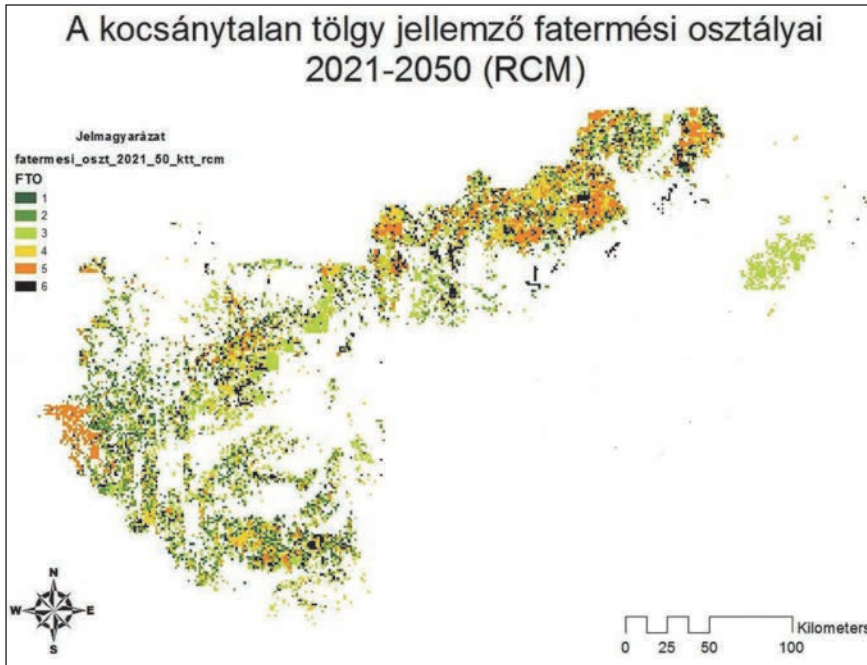 A kocsánytalan tölgy jellemző fatermési osztályai
2021-2050 (RCM)
Jelmagyarázat
fatermesi_oszt_2021_50_ktt_rcm
FTO
1
2
3
4
5
6
N
W E
S
Kilometers
0 25 50 100